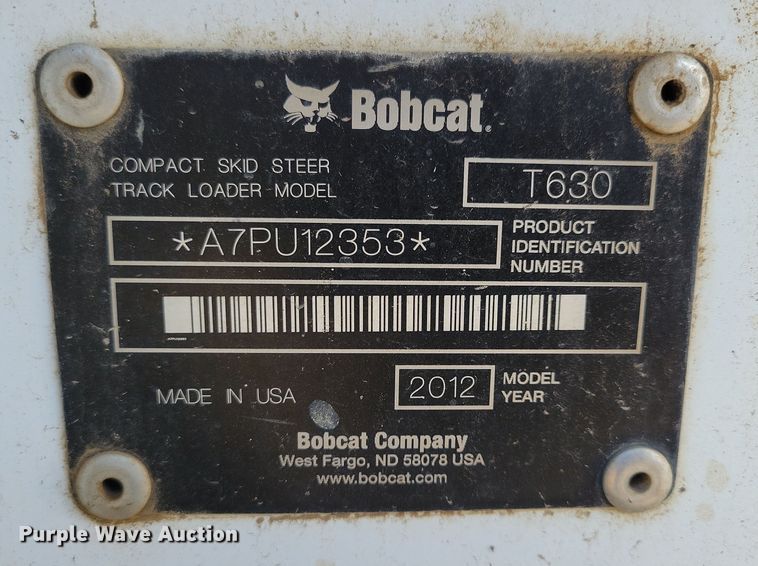 Bobcat
COMPACT SKID STEER
TRACK LOADER MODEL
T630
*A7PU12353*
PRODUCT
IDENTIFICATION
NUMBER
MADE IN USA
2012
MODEL
YEAR
Bobcat Company
West Fargo, ND 58078 USA
www.bobcat.com
Purple Wave Auction